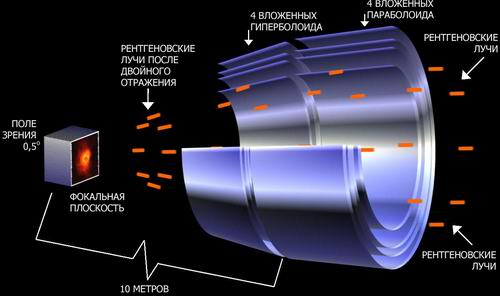 4 ВЛОЖЕННЫХ
ГИПЕРБОЛОИДА
4 ВЛОЖЕННЫХ
ПАРАБОЛОИДА
РЕНТГЕНОВСКИЕ
ЛУЧИ
РЕНТГЕНОВСКИЕ
ЛУЧИ ПОСЛЕ
ДВОЙНОГО
ОТРАЖЕНИЯ
ПОЛЕ
ЗРЕНИЯ
0,5°
ФОКАЛЬНАЯ
ПЛОСКОСТЬ
РЕНТГЕНОВСКИЕ
ЛУЧИ
10 МЕТРОВ